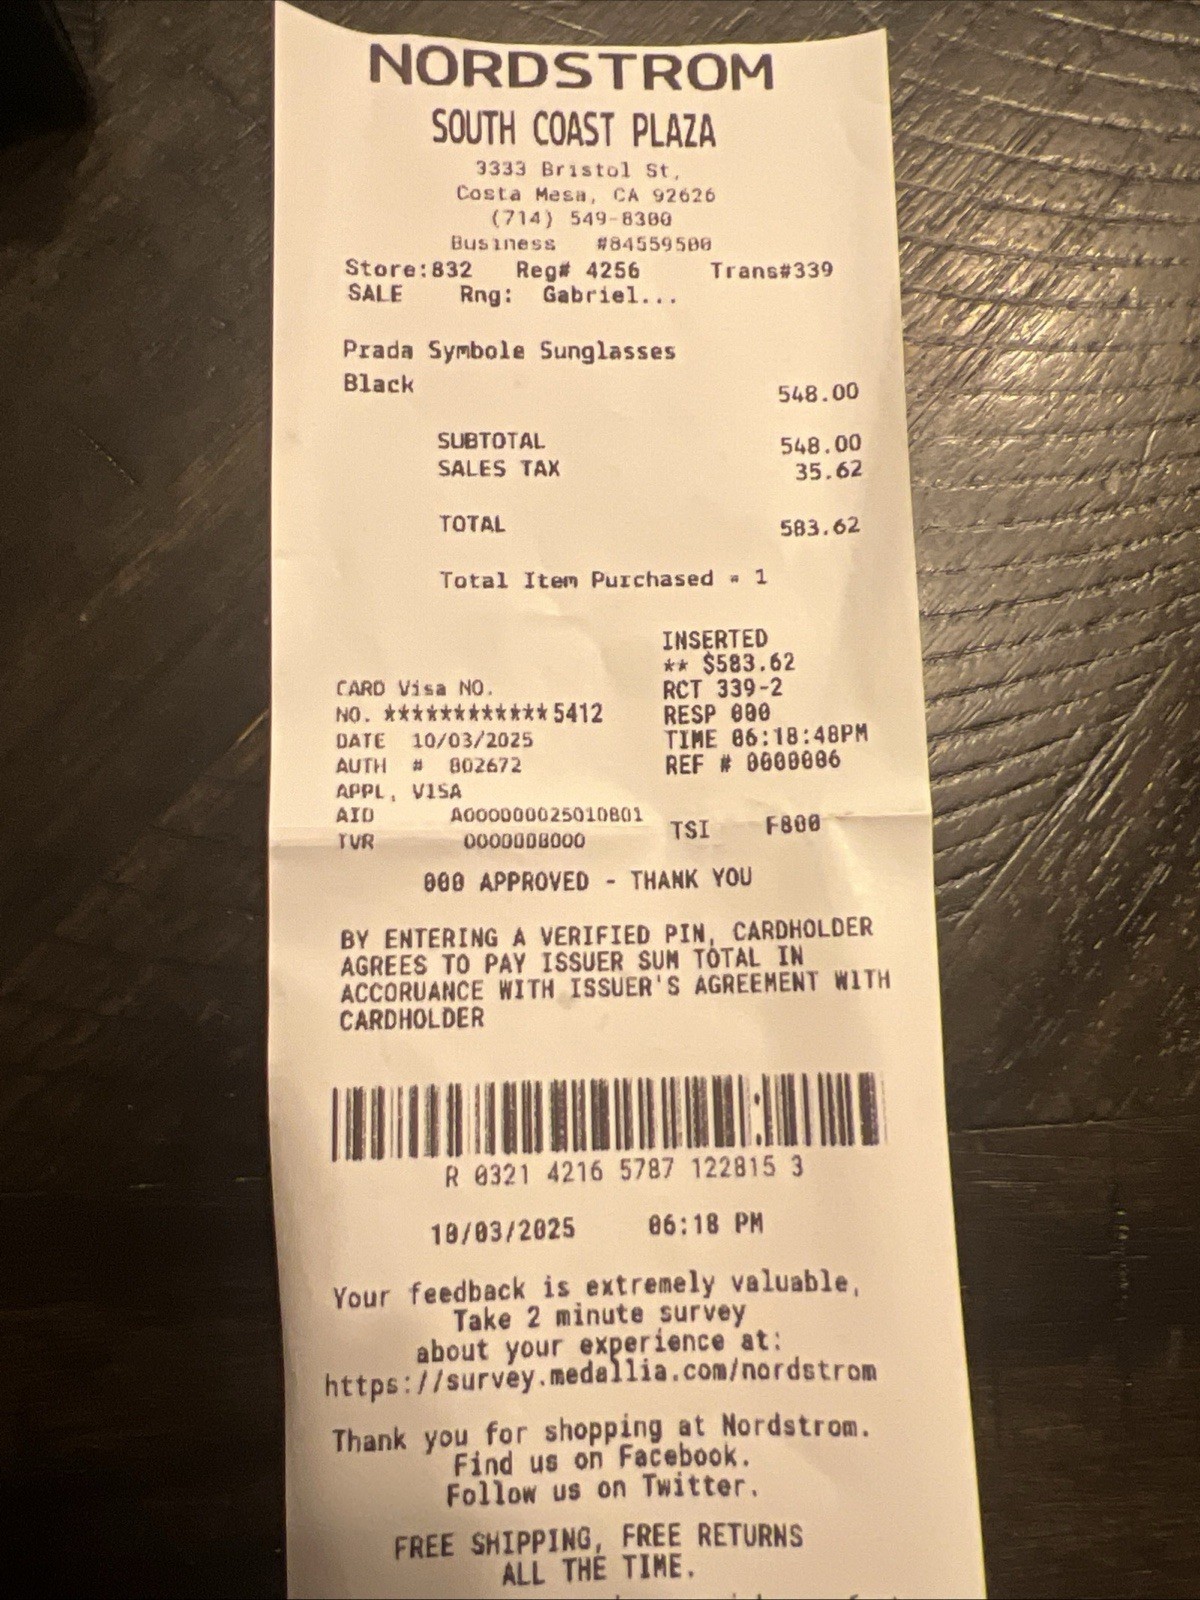 NORDSTROM
SOUTH COAST PLAZA
3333 Bristol St,
Costa Mesa, CA 92626
(714) 549-8300
Business #84559500
Store:832 Reg# 4256 Trans#339
SALE Rng: Gabriel...
Prada Symbole Sunglasses
Black 548.00
SUBTOTAL 548.00
SALES TAX 35.62
TOTAL 583.62
Total Item Purchased = 1
INSERTED
** $583.62
CARD Visa NO. RCT 339-2
NO. ************5412 RESP 000
DATE 10/03/2025 TIME 06:18:48PM
AUTH # 802672 REF # 0000006
APPL, VISA
AID A0000000025010801
TVR 0000008000 TSI F800
000 APPROVED - THANK YOU
BY ENTERING A VERIFIED PIN, CARDHOLDER
AGREES TO PAY ISSUER SUM TOTAL IN
ACCORUANCE WITH ISSUER'S AGREEMENT WITH
CARDHOLDER
R 0321 4216 5787 122815 3
10/03/2025 06:18 PM
Your feedback is extremely valuable,
Take 2 minute survey
about your experience at:
https://survey.medallia.com/nordstrom
Thank you for shopping at Nordstrom.
Find us on Facebook.
Follow us on Twitter.
FREE SHIPPING, FREE RETURNS
ALL THE TIME.